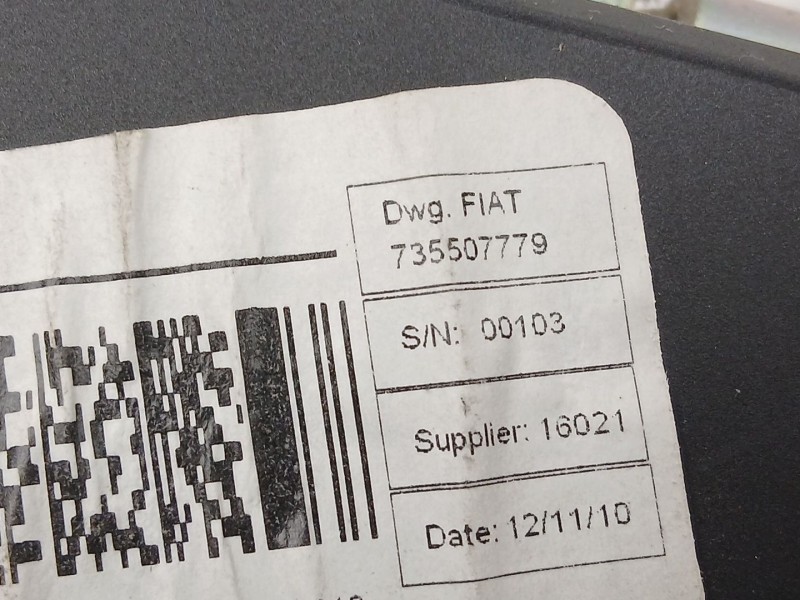 Dwg. FIAT
735507779
S/N: 00103
Supplier: 16021
Date: 12/11/10